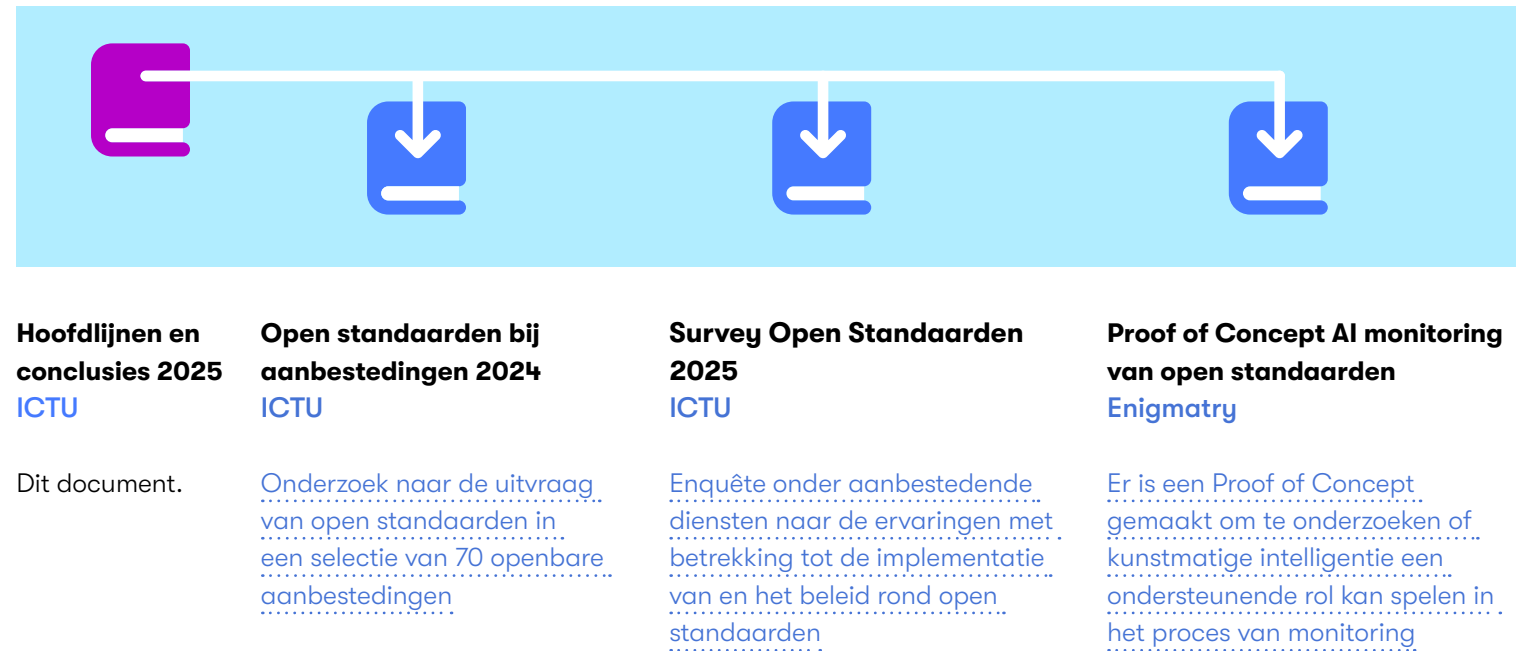 Hoofdlijnen en
conclusies 2025
ICTU
Dit document.
Open standaarden bij
aanbestedingen 2024
ICTU
Onderzoek naar de uitvraag
van open standaarden in
een selectie van 70 openbare
aanbestedingen
Survey Open Standaarden
2025
ICTU
Enquête onder aanbestedende
diensten naar de ervaringen met
betrekking tot de implementatie
van en het beleid rond open
standaarden
Proof of Concept AI monitoring
van open standaarden
Enigmatry
Er is een Proof of Concept
gemaakt om te onderzoeken of
kunstmatige intelligentie een
ondersteunende rol kan spelen in
het proces van monitoring